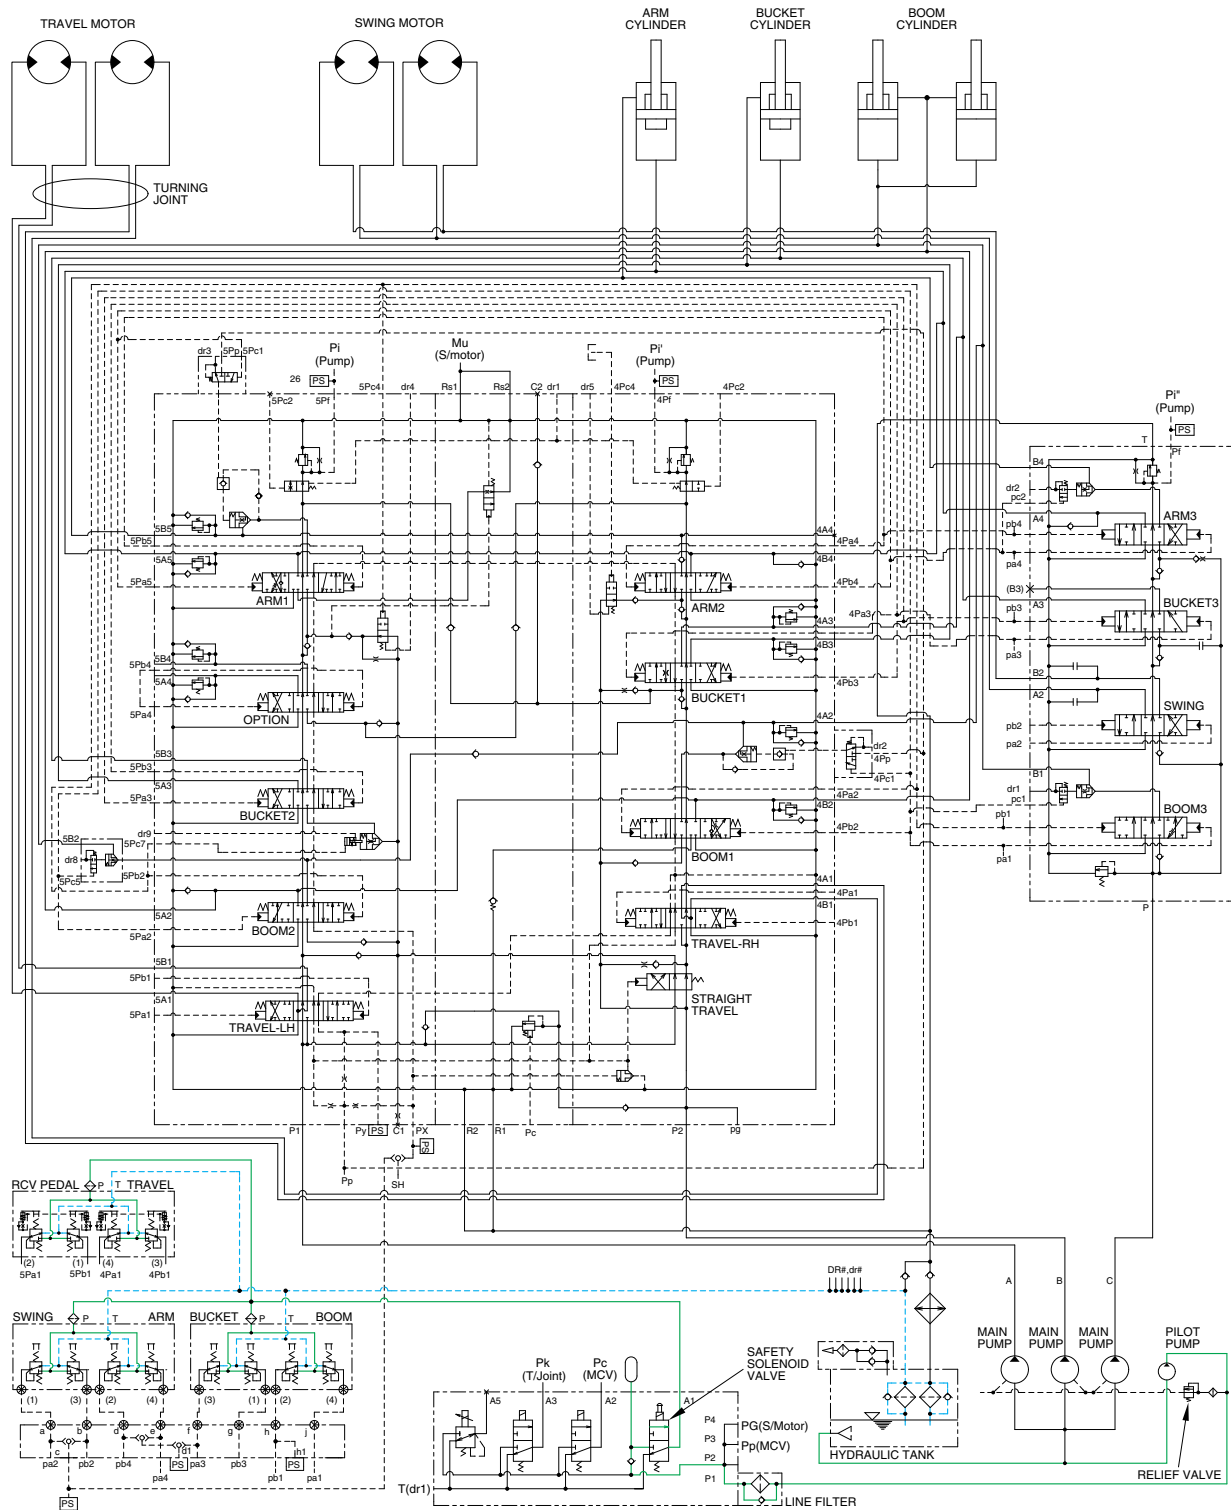 TRAVEL MOTOR
SWING MOTOR
ARM
CYLINDER
BUCKET
CYLINDER
BOOM
CYLINDER
TURNING
JOINT
dr3
5Pp
5Pc1
Pi
(Pump)
26
PS
5Pc2
5Pf
5Pc4
dr4
Mu
(S/motor)
Rs1
Rs2
C2
dr1
dr5
4Pc4
Pi'
(Pump)
PS
4Pf
4Pc2
Pi"
(Pump)
PS
T
Pf
B4
dr2
pc2
A4
pb4
ARM3
pa4
(B3)
A3
pb3
BUCKET3
pa3
B2
A2
SWING
pb2
pa2
B1
dr1
pc1
pb1
BOOM3
pa1
P
5B5
5Pb5
5A5
5Pa5
ARM1
4A4
4Pa4
4B4
4Pb4
ARM2
5B4
5Pb4
5A4
5Pa4
OPTION
4Pa3
4A3
4B3
4Pb3
BUCKET1
5B3
5Pb3
5A3
5Pa3
BUCKET2
4A2
dr2
4Pp
4Pc1
4Pa2
4B2
4Pb2
BOOM1
dr9
5B2
5Pc7
dr8
5Pc5
5Pb2
5A2
5Pa2
BOOM2
4A1
4Pa1
4B1
4Pb1
TRAVEL-RH
5B1
5Pb1
5A1
5Pa1
TRAVEL-LH
STRAIGHT
TRAVEL
P1
Py
PS
C1
PX
PS
R2
R1
Pc
P2
pg
Pp
SH
RCV PEDAL
P
T
TRAVEL
(2)
(1)
(4)
(3)
5Pa1
5Pb1
4Pa1
4Pb1
SWING
P
T
ARM
BUCKET
P
T
BOOM
(1)
(3)
(2)
(4)
(3)
(1)
(2)
(4)
a
b
d
e
f
g
h
j
c
d1
h1
pa2
pb2
pb4
pa4
PS
pa3
pb3
pb1
PS
pa1
PS
Pk
(T/Joint)
Pc
(MCV)
SAFETY
SOLENOID
VALVE
A5
A3
A2
A1
P4
P3
P2
P1
PG(S/Motor)
Pp(MCV)
T(dr1)
LINE FILTER
DR#,dr#
HYDRAULIC TANK
A
B
C
MAIN
PUMP
MAIN
PUMP
MAIN
PUMP
PILOT
PUMP
RELIEF VALVE